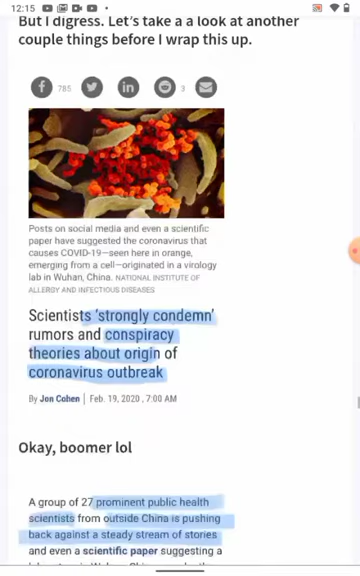 12:15
But I digress. Let's take a a look at another
couple things before I wrap this up.
785
3
Posts on social media and even a scientific
paper have suggested the coronavirus that
causes COVID-19—seen here in orange,
emerging from a cell—originated in a virology
lab in Wuhan, China. NATIONAL INSTITUTE OF
ALLERGY AND INFECTIOUS DISEASES
Scientists 'strongly condemn'
rumors and conspiracy
theories about origin of
coronavirus outbreak
By Jon Cohen | Feb. 19, 2020 , 7:00 AM
Okay, boomer lol
A group of 27 prominent public health
scientists from outside China is pushing
back against a steady stream of stories
and even a scientific paper suggesting a